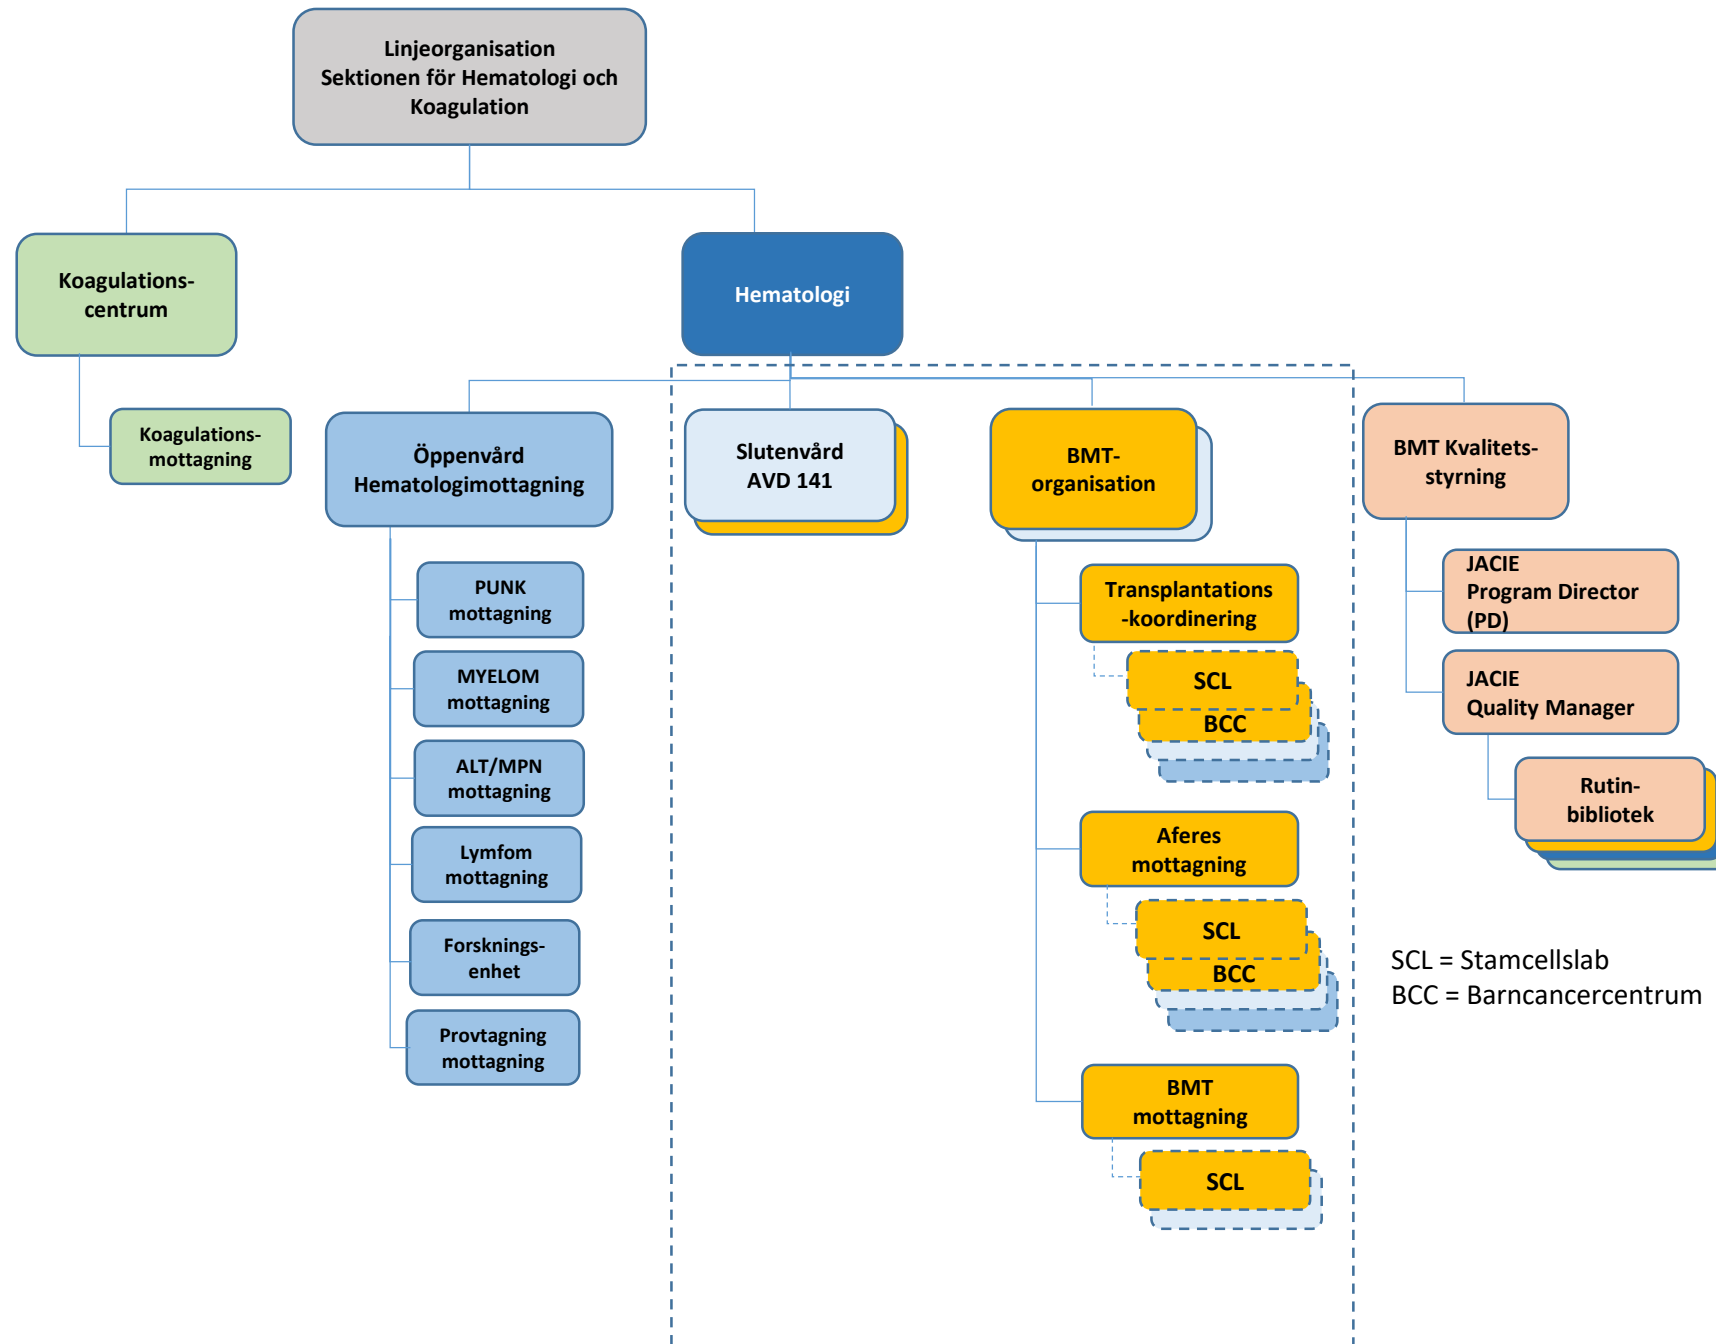 Linjeorganisation
Sektionen för Hematologi och
Koagulation
Koagulations-
centrum
Hematologi
Koagulations-
mottagning
Öppenvård
Hematologimottagning
Slutenvård
AVD 141
BMT-
organisation
BMT Kvalitets-
styrning
PUNK
mottagning
MYELOM
mottagning
ALT/MPN
mottagning
Lymfom
mottagning
Forsknings-
enhet
Provtagning
mottagning
Transplantations
-koordinering
SCL
BCC
Aferes
mottagning
SCL
BCC
BMT
mottagning
SCL
JACIE
Program Director
(PD)
JACIE
Quality Manager
Rutin-
bibliotek
SCL = Stamcellslab
BCC = Barncancercentrum